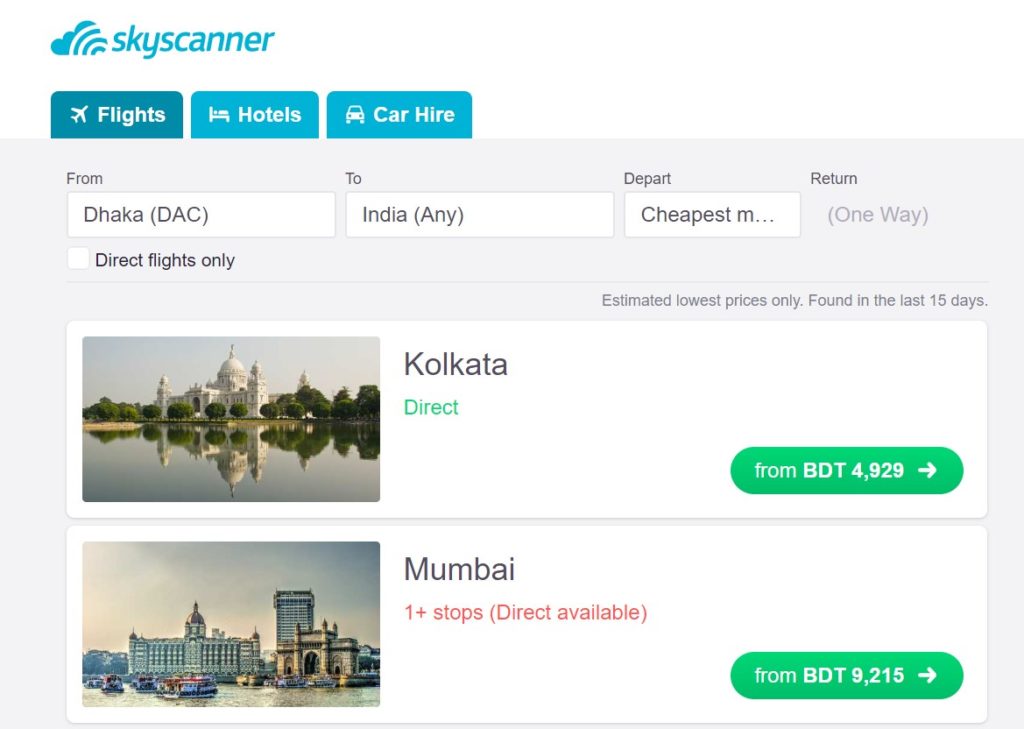 skyscanner
Flights Hotels Car Hire
From To Depart Return
Dhaka (DAC) India (Any) Cheapest m... (One Way)
Direct flights only
Estimated lowest prices only. Found in the last 15 days.
Kolkata
Direct
from BDT 4,929
Mumbai
1+ stops (Direct available)
from BDT 9,215